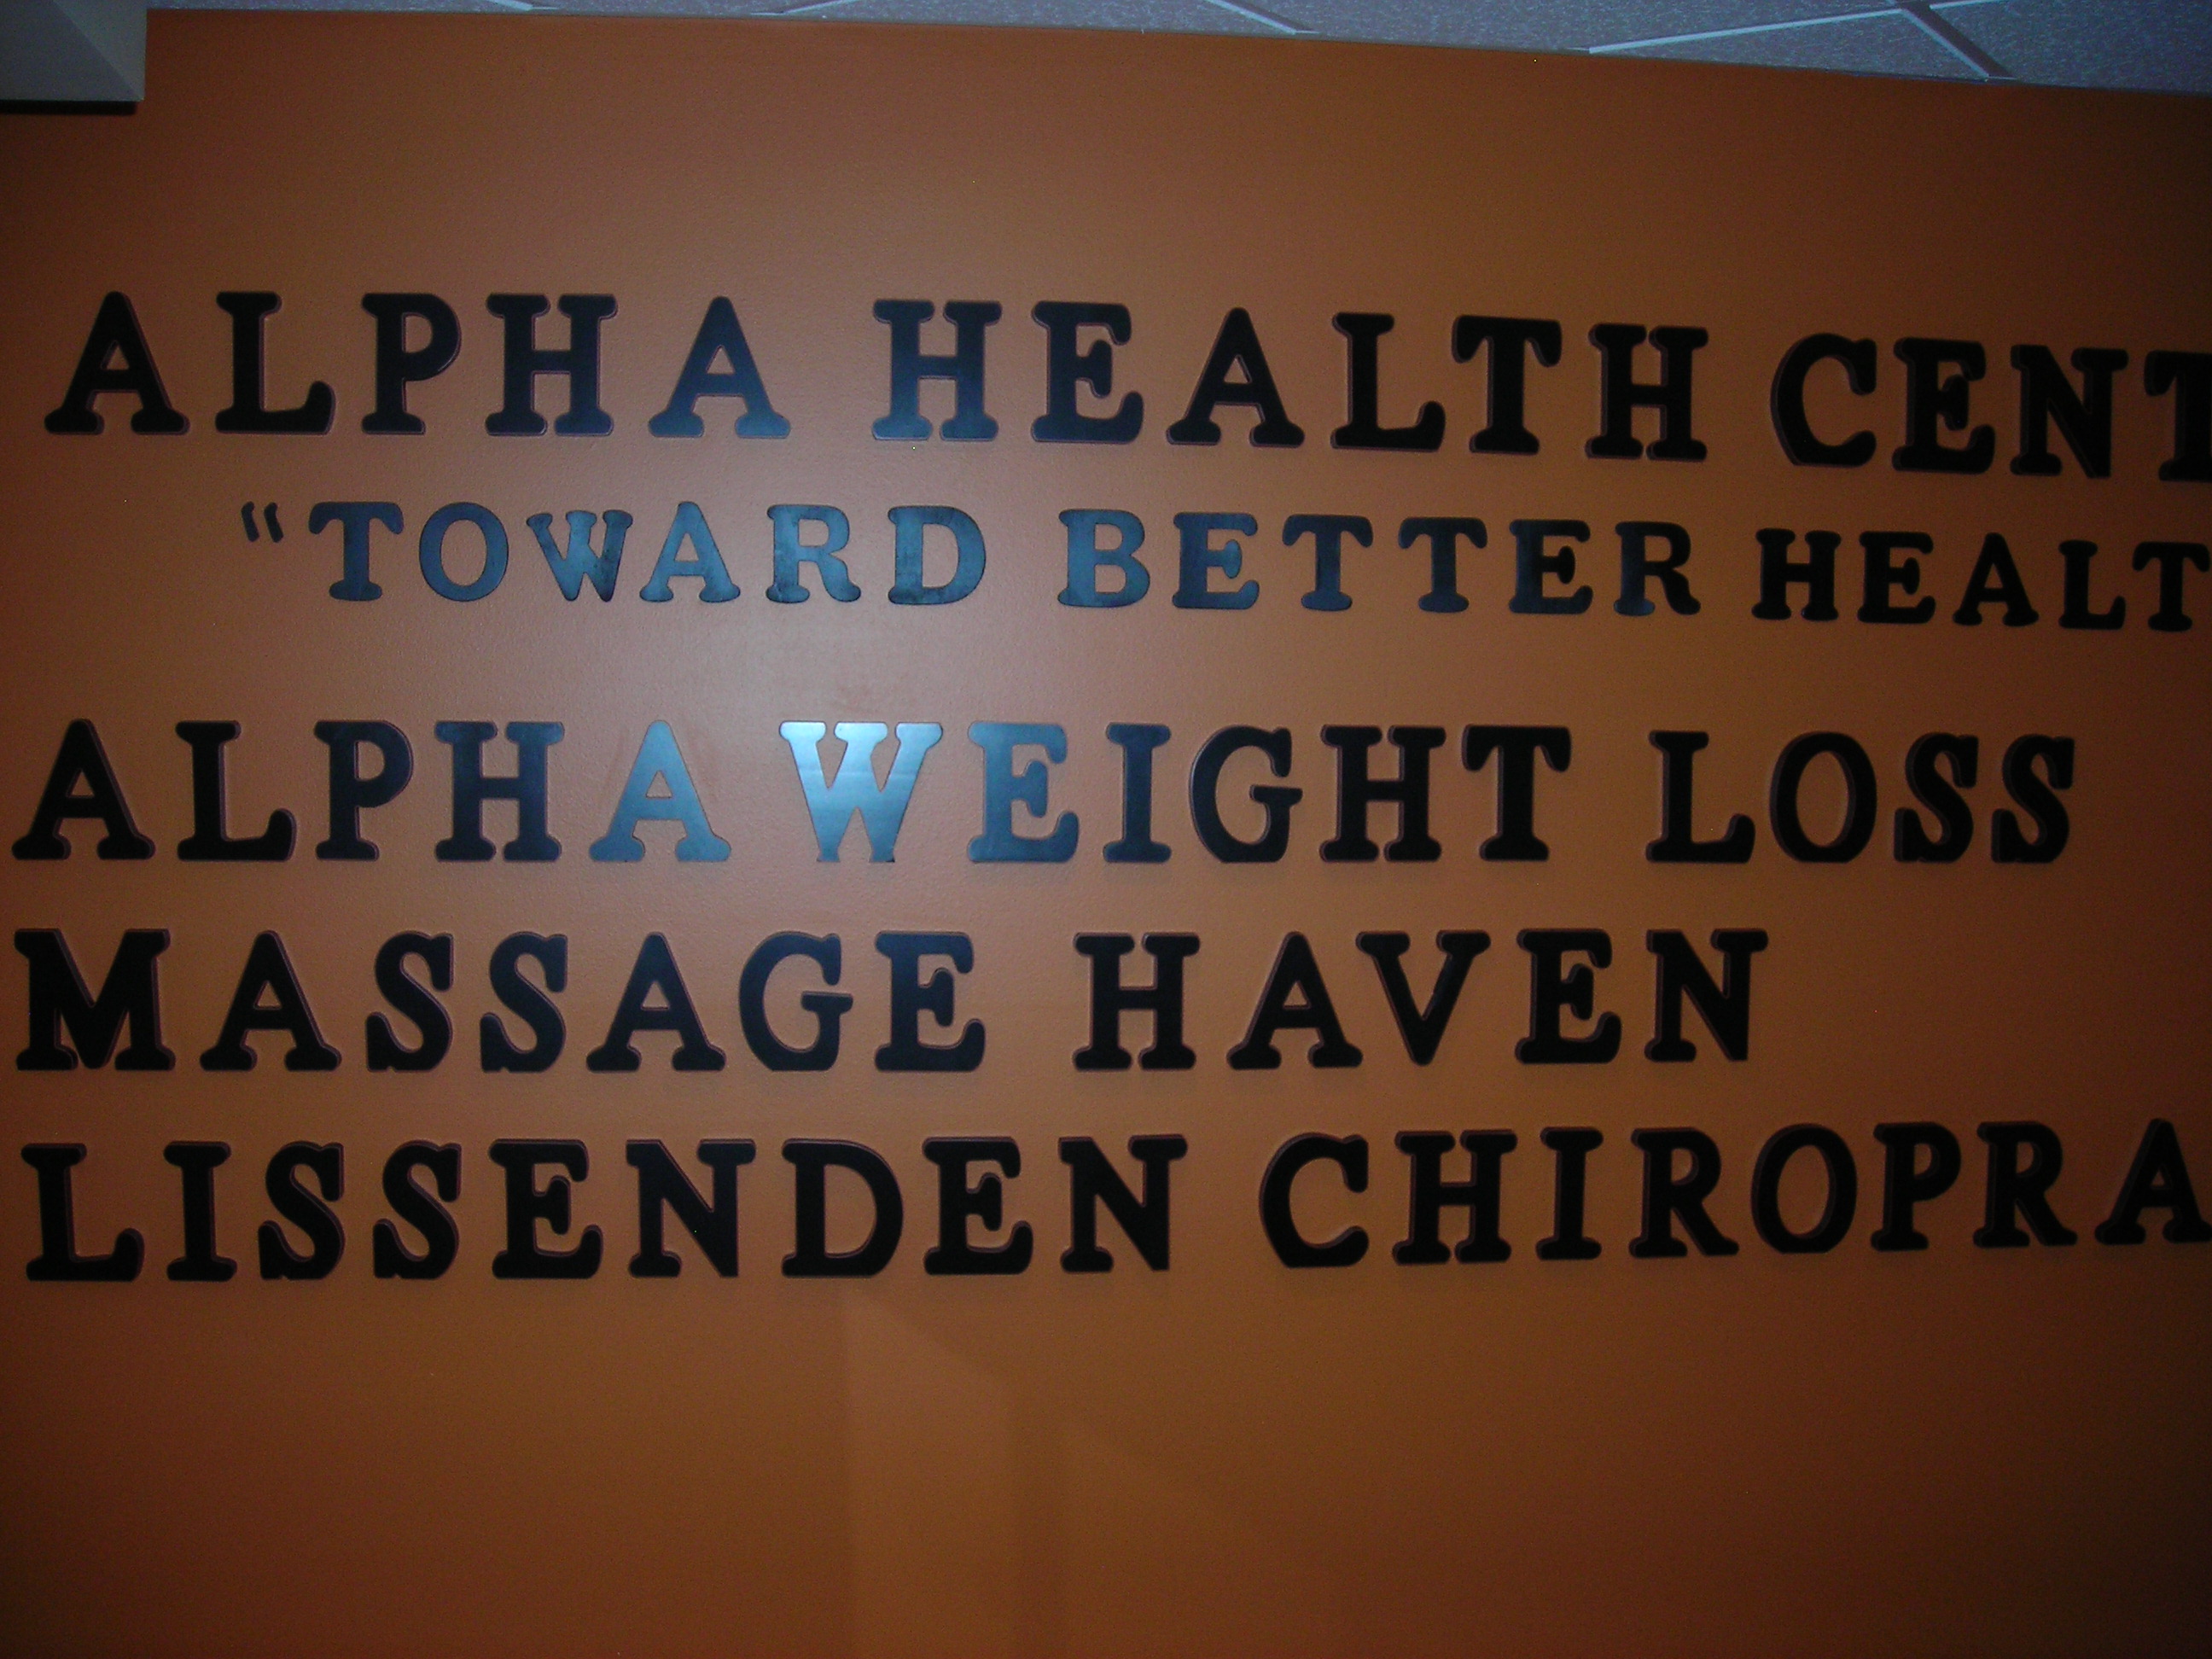 ALPHA HEALTH CENT
"TOWARD BETTER HEALT
ALPHA WEIGHT LOSS
MASSAGE HAVEN
LISSENDEN CHIROPRA